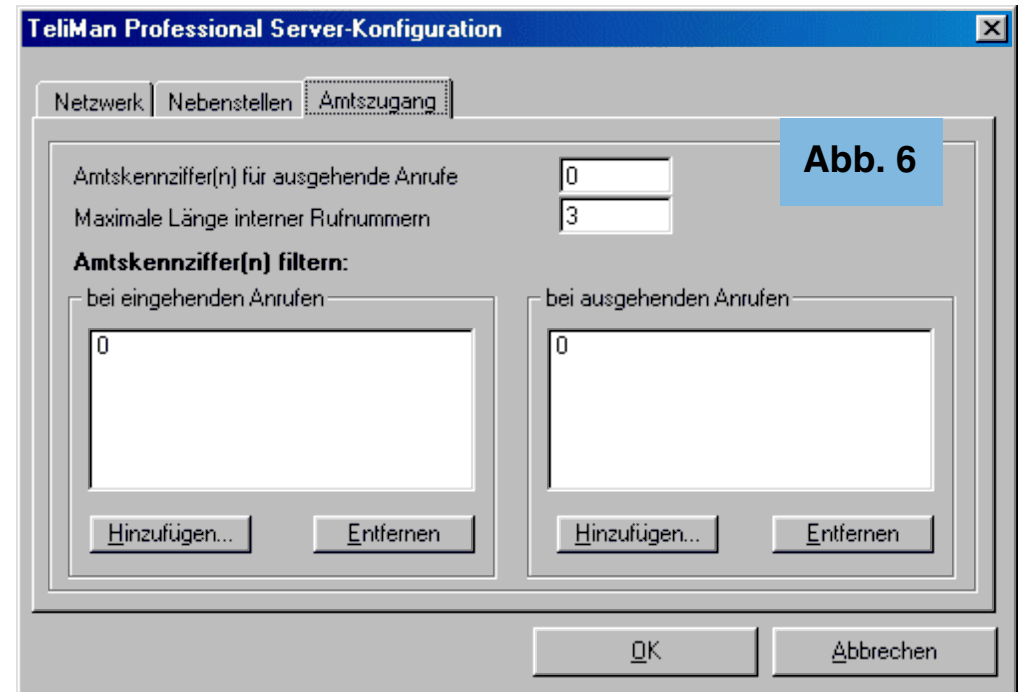 TeliMan Professional Server-Konfiguration
Netzwerk Nebenstellen Amtszugang
Abb. 6
Amtskennziffer(n) für ausgehende Anrufe 0
Maximale Länge interner Rufnummern 3
Amtskennziffer(n) filtern:
bei eingehenden Anrufen
0
Hinzufügen... Entfernen
bei ausgehenden Anrufen
0
Hinzufügen... Entfernen
OK Abbrechen